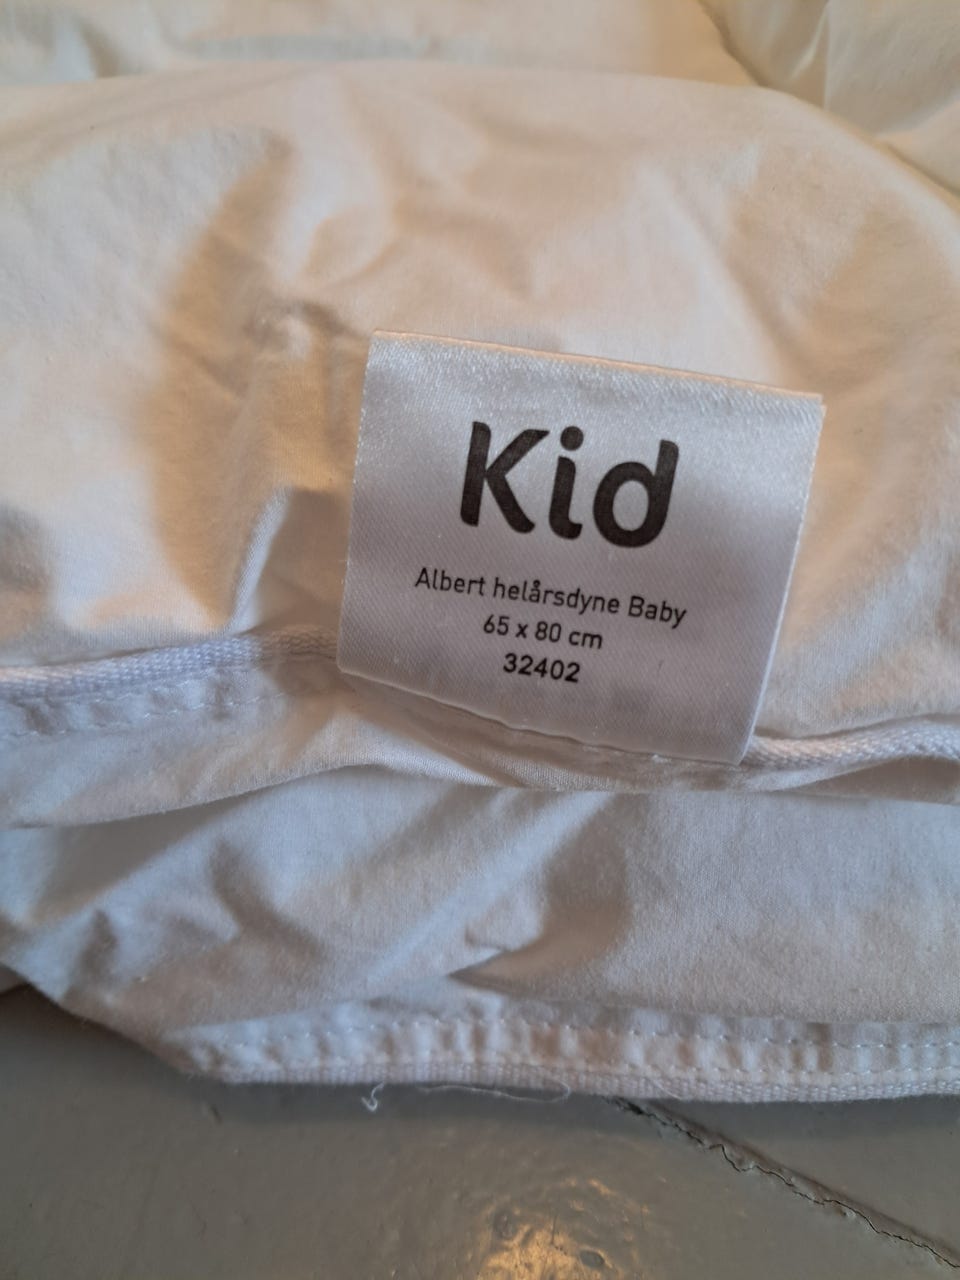 Kid
Albert helårsdyne Baby
65 x 80 cm
32402